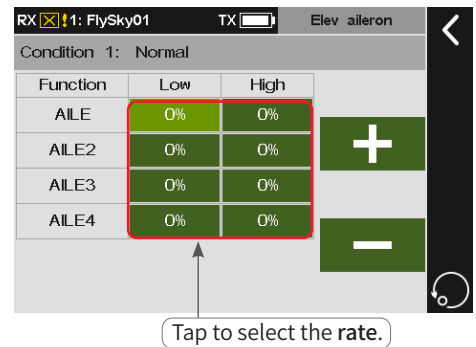 RX !1: FlySky01 TX Elev aileron
Condition 1: Normal
Function Low High
AILE 0% 0%
AILE2 0% 0%
AILE3 0% 0%
AILE4 0% 0%
Tap to select the rate.